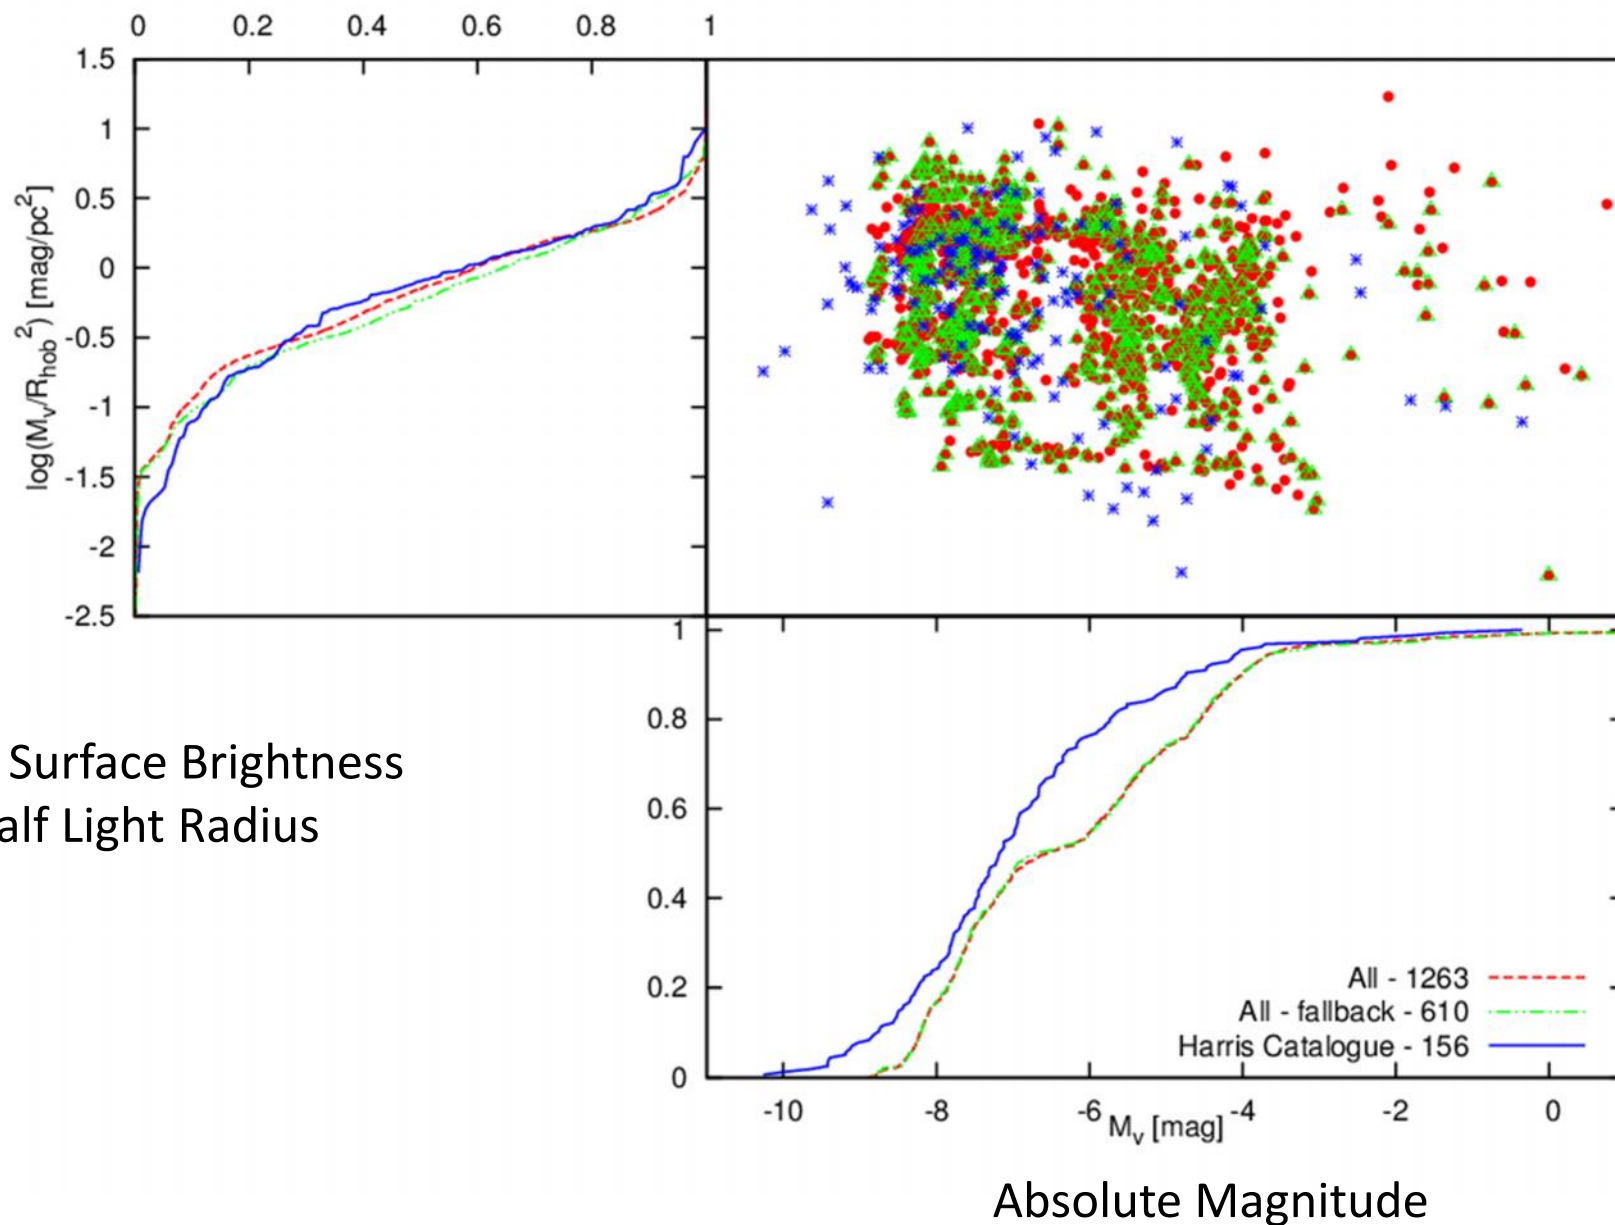 0 0.2 0.4 0.6 0.8 1
1.5
1
0.5
0
-0.5
-1
-1.5
-2
-2.5
log(Mv/Rhob²) [mag/pc²]
1
0.8
0.6
0.4
0.2
0
Surface Brightness
alf Light Radius
All - 1263
All - fallback - 610
Harris Catalogue - 156
-10 -8 -6 -4 -2 0
Mv [mag]
Absolute Magnitude